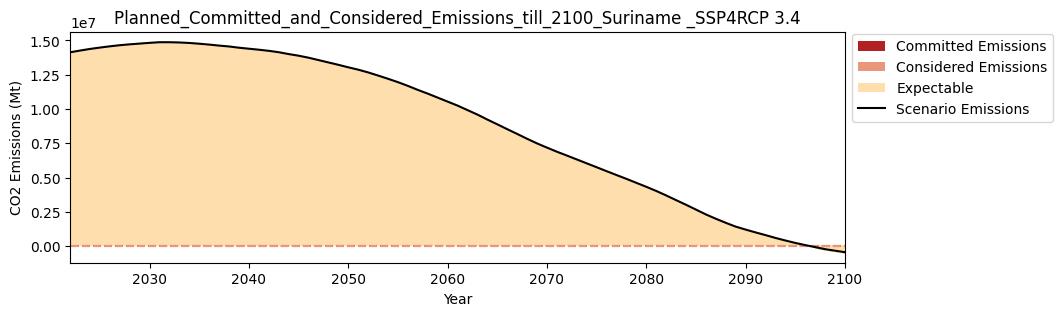 Planned_Committed_and_Considered_Emissions_till_2100_Suriname _SSP4RCP 3.4
1e7
1.50
1.25
1.00
0.75
0.50
0.25
0.00
CO2 Emissions (Mt)
2030 2040 2050 2060 2070 2080 2090 2100
Year
Committed Emissions
Considered Emissions
Expectable
Scenario Emissions